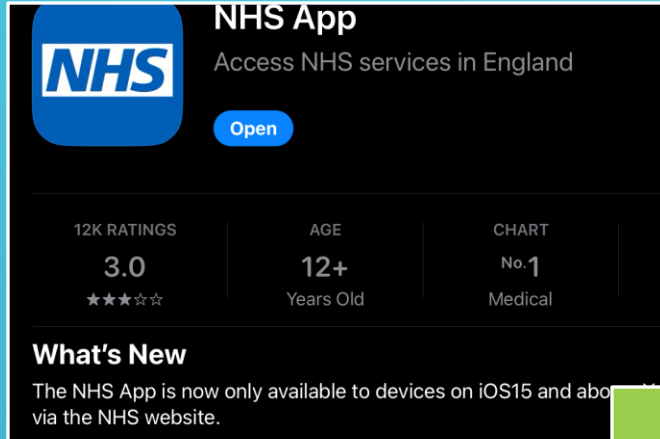 NHS App
NHS
Access NHS services in England
Open
12K RATINGS
AGE
CHART
3.0
12+
No.1
★★★☆☆
Years Old
Medical
What's New
The NHS App is now only available to devices on iOS15 and
via the NHS website.